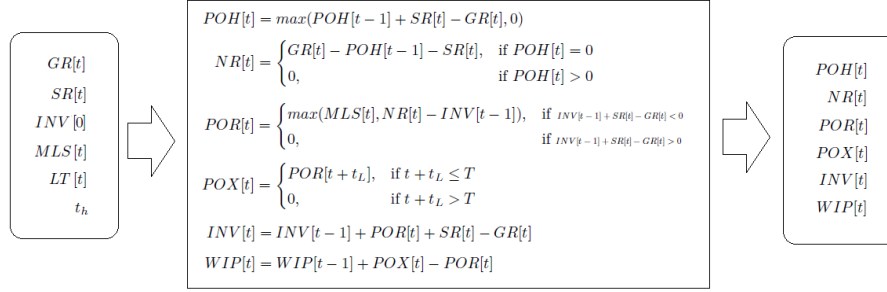 GR[t]
SR[t]
INV[0]
MLS[t]
LT[t]
t_h
POH[t] = max(POH[t−1] + SR[t] − GR[t], 0)
NR[t] = { GR[t] − POH[t−1] − SR[t], if POH[t] = 0
0, if POH[t] > 0
POR[t] = { max(MLS[t], NR[t] − INV[t−1]), if INV[t−1]+SR[t]−GR[t]<0
0, if INV[t−1]+SR[t]−GR[t]>0
POX[t] = { POR[t + t_L], if t + t_L ≤ T
0, if t + t_L > T
INV[t] = INV[t−1] + POR[t] + SR[t] − GR[t]
WIP[t] = WIP[t−1] + POX[t] − POR[t]
POH[t]
NR[t]
POR[t]
POX[t]
INV[t]
WIP[t]